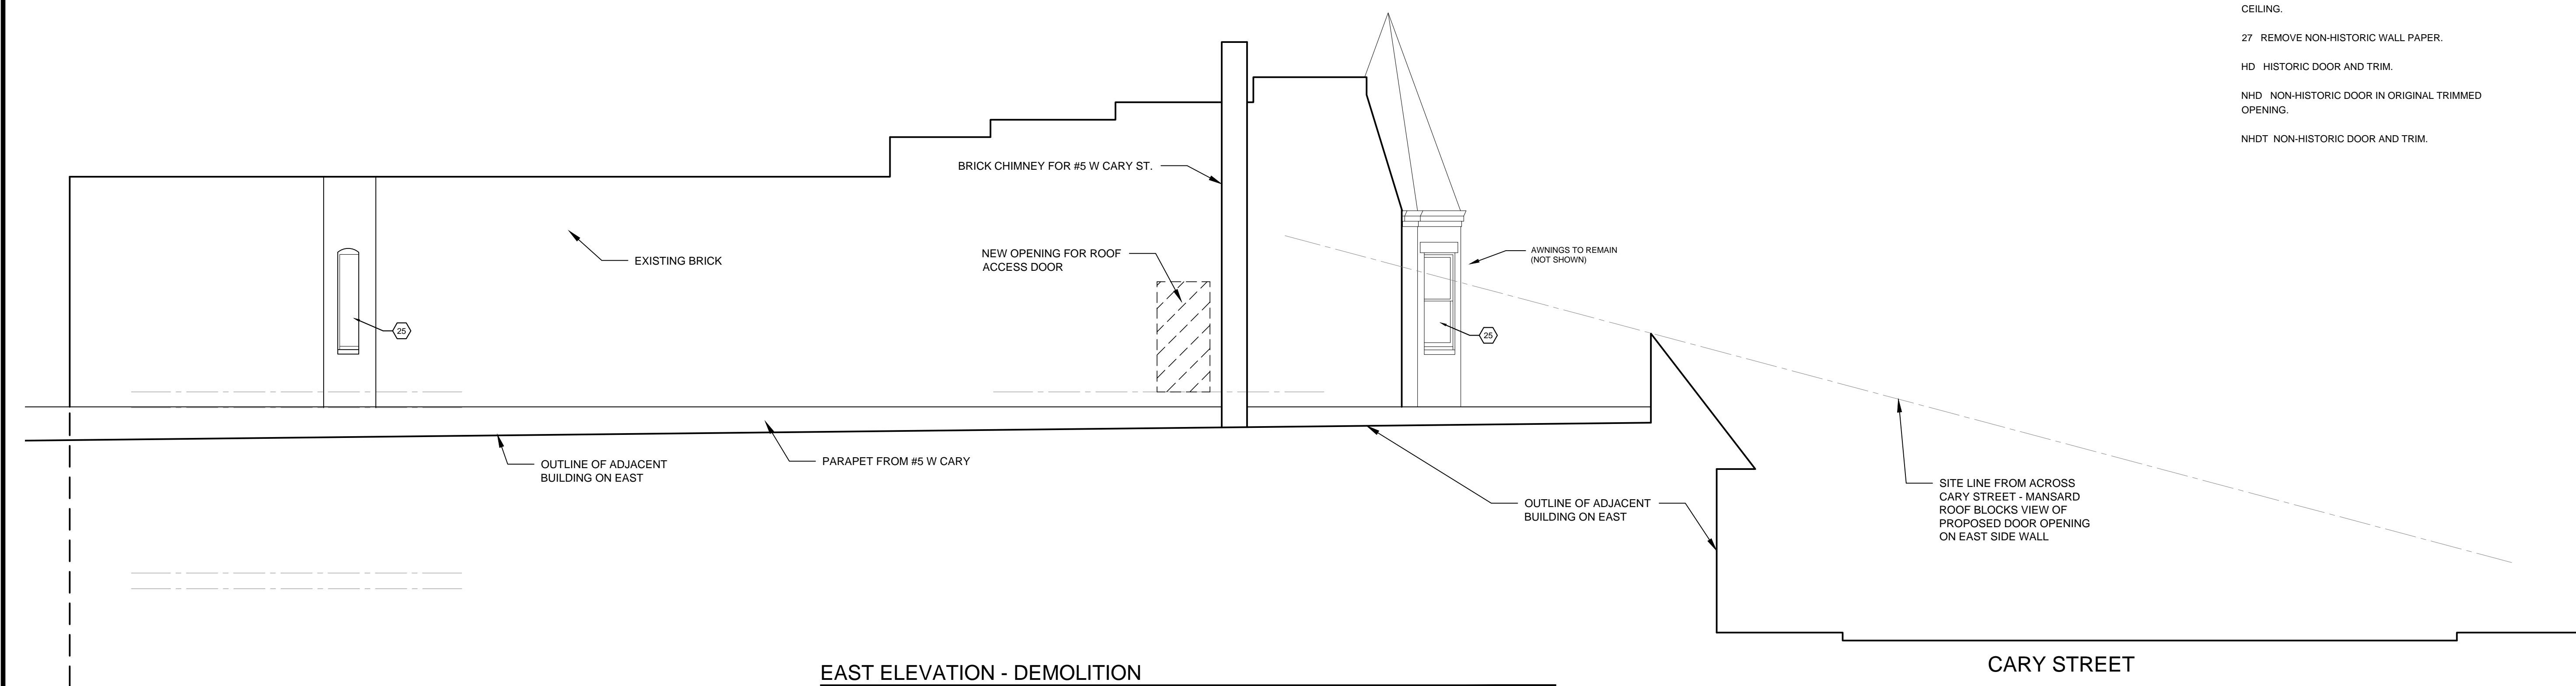 CEILING.
27 REMOVE NON-HISTORIC WALL PAPER.
HD HISTORIC DOOR AND TRIM.
NHD NON-HISTORIC DOOR IN ORIGINAL TRIMMED
OPENING.
NHDT NON-HISTORIC DOOR AND TRIM.
BRICK CHIMNEY FOR #5 W CARY ST.
EXISTING BRICK
NEW OPENING FOR ROOF
ACCESS DOOR
AWNINGS TO REMAIN
(NOT SHOWN)
25
25
OUTLINE OF ADJACENT
BUILDING ON EAST
PARAPET FROM #5 W CARY
OUTLINE OF ADJACENT
BUILDING ON EAST
SITE LINE FROM ACROSS
CARY STREET - MANSARD
ROOF BLOCKS VIEW OF
PROPOSED DOOR OPENING
ON EAST SIDE WALL
EAST ELEVATION - DEMOLITION
CARY STREET